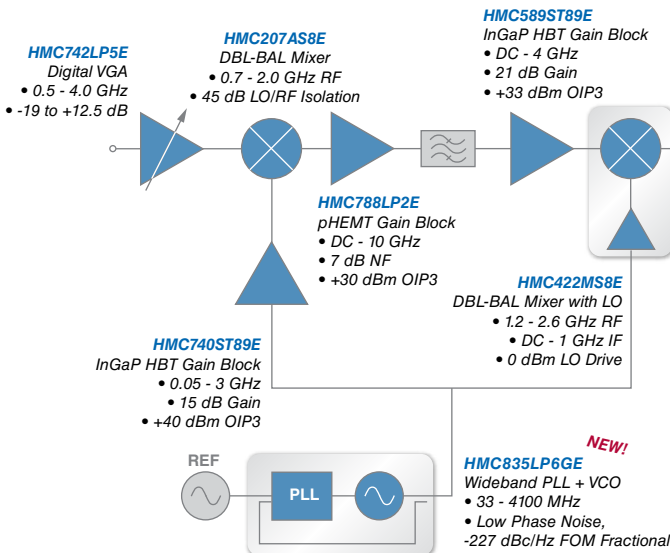 HMC742LP5E
Digital VGA
• 0.5 - 4.0 GHz
• -19 to +12.5 dB
HMC207AS8E
DBL-BAL Mixer
• 0.7 - 2.0 GHz RF
• 45 dB LO/RF Isolation
HMC589ST89E
InGaP HBT Gain Block
• DC - 4 GHz
• 21 dB Gain
• +33 dBm OIP3
HMC788LP2E
pHEMT Gain Block
• DC - 10 GHz
• 7 dB NF
• +30 dBm OIP3
HMC422MS8E
DBL-BAL Mixer with LO
• 1.2 - 2.6 GHz RF
• DC - 1 GHz IF
• 0 dBm LO Drive
HMC740ST89E
InGaP HBT Gain Block
• 0.05 - 3 GHz
• 15 dB Gain
• +40 dBm OIP3
REF
PLL
NEW!
HMC835LP6GE
Wideband PLL + VCO
• 33 - 4100 MHz
• Low Phase Noise,
-227 dBc/Hz FOM Fractional